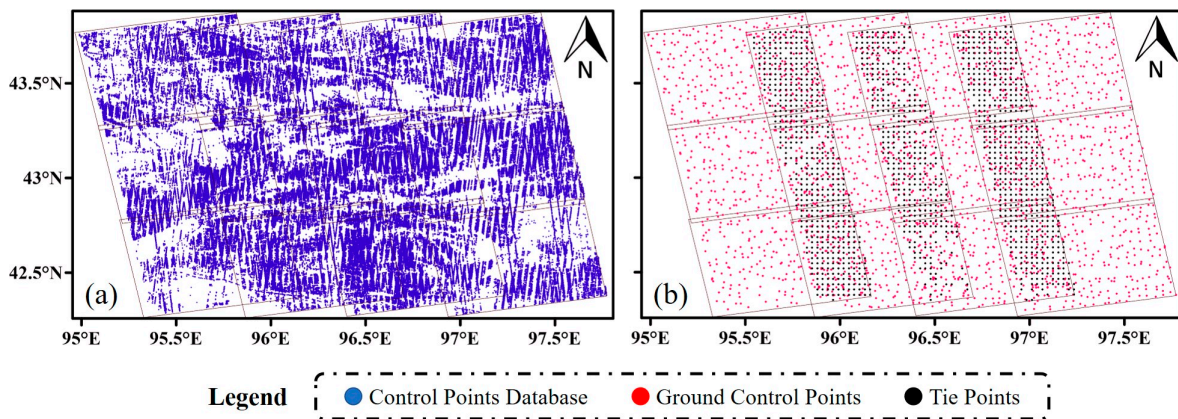 N
N
43.5°N
43°N
42.5°N
(a)
(b)
95°E 95.5°E 96°E 96.5°E 97°E 97.5°E
95°E 95.5°E 96°E 96.5°E 97°E 97.5°E
Legend Control Points Database Ground Control Points Tie Points